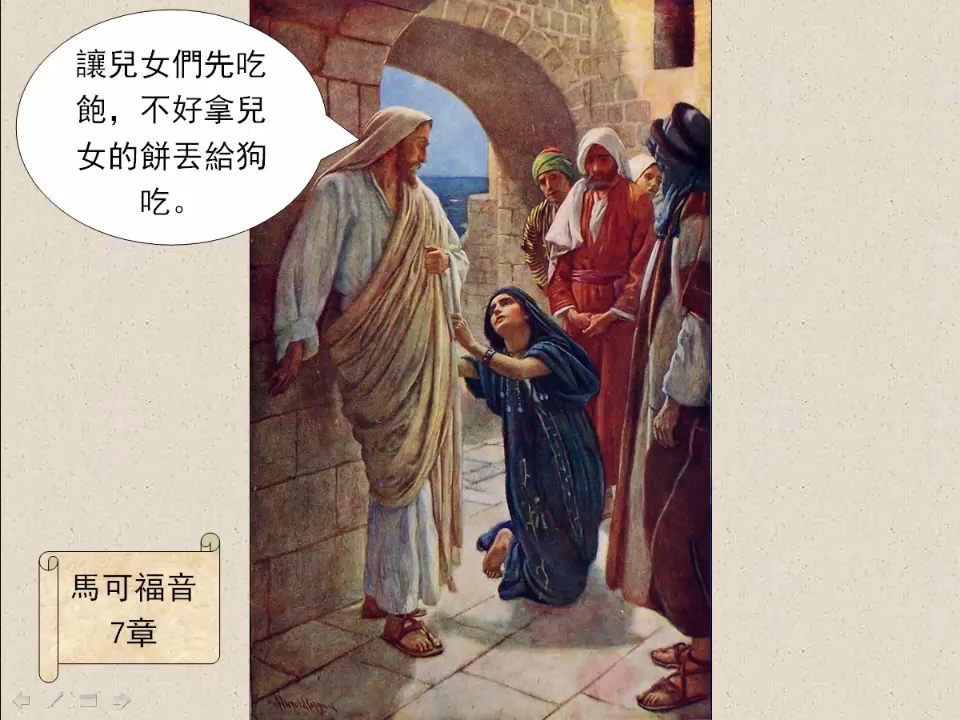 讓兒女們先吃
飽，不好拿兒
女的餅丟給狗
吃。
馬可福音
7章